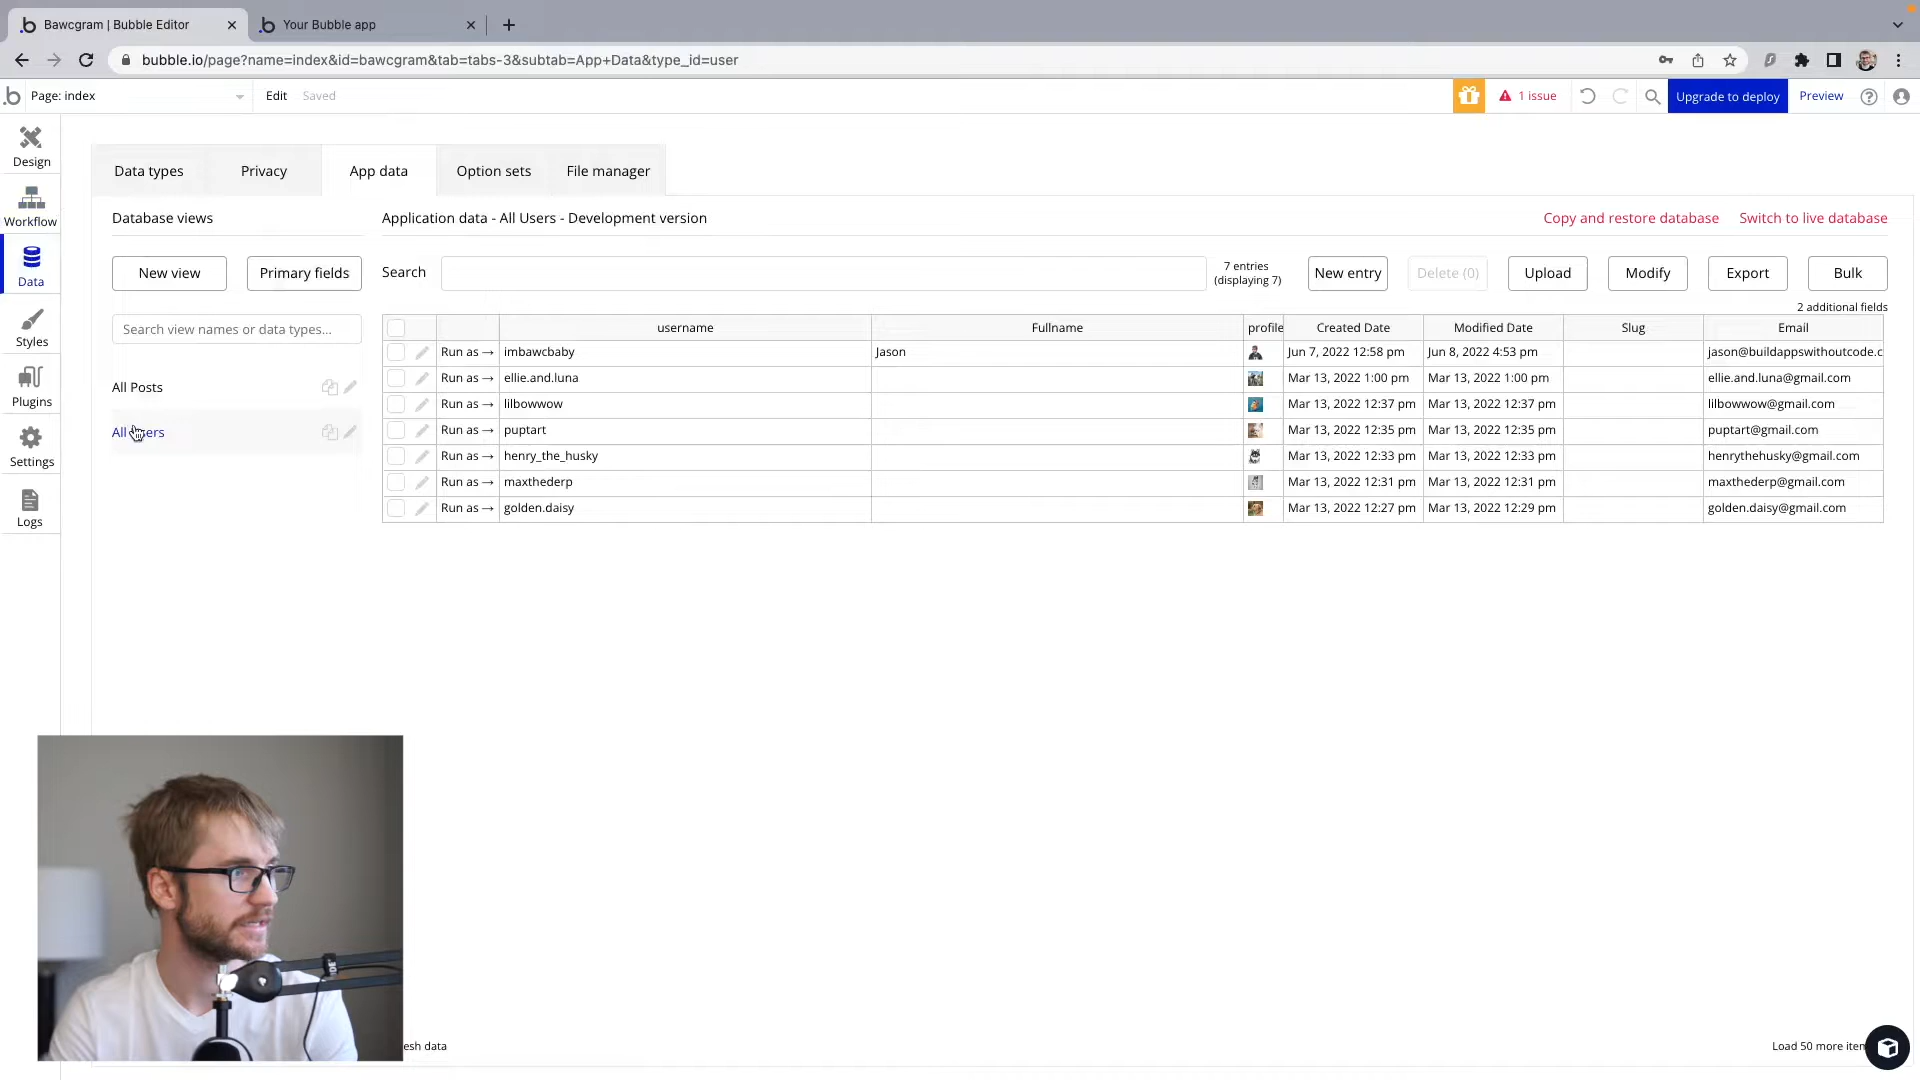 Bawcgram | Bubble Editor
Your Bubble app
bubble.io/page?name=index&id=bawcgram&tab=tabs-3&subtab=App+Data&type_id=user
Page: index
Edit
Saved
1 issue
Upgrade to deploy
Preview
Design
Workflow
Data
Styles
Plugins
Settings
Logs
Data types
Privacy
App data
Option sets
File manager
Database views
Application data - All Users - Development version
Copy and restore database
Switch to live database
New view
Primary fields
Search
7 entries
(displaying 7)
New entry
Delete (0)
Upload
Modify
Export
Bulk
2 additional fields
Search view names or data types...
All Posts
All Users
username Fullname profile Created Date Modified Date Slug Email
Run as → imbawcbaby Jason Jun 7, 2022 12:58 pm Jun 8, 2022 4:53 pm jason@buildappswithoutcode.c
Run as → ellie.and.luna Mar 13, 2022 1:00 pm Mar 13, 2022 1:00 pm ellie.and.luna@gmail.com
Run as → lilbowwow Mar 13, 2022 12:37 pm Mar 13, 2022 12:37 pm lilbowwow@gmail.com
Run as → puptart Mar 13, 2022 12:35 pm Mar 13, 2022 12:35 pm puptart@gmail.com
Run as → henry_the_husky Mar 13, 2022 12:33 pm Mar 13, 2022 12:33 pm henrythehusky@gmail.com
Run as → maxthederp Mar 13, 2022 12:31 pm Mar 13, 2022 12:31 pm maxthederp@gmail.com
Run as → golden.daisy Mar 13, 2022 12:27 pm Mar 13, 2022 12:29 pm golden.daisy@gmail.com
esh data
Load 50 more iten